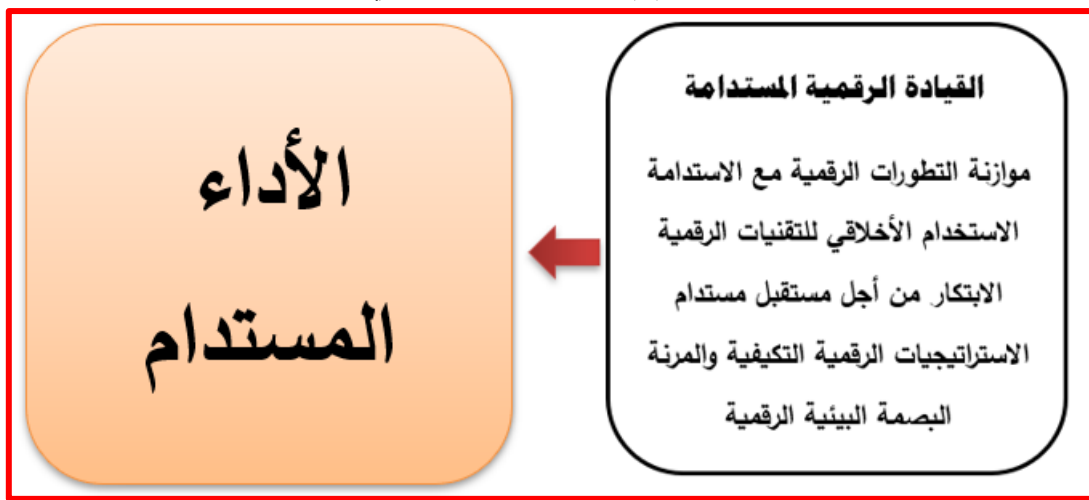 القيادة الرقمية المستدامة
موازنة التطورات الرقمية مع الاستدامة
الاستخدام الأخلاقي للتقنيات الرقمية
الابتكار من أجل مستقبل مستدام
الاستراتيجيات الرقمية التكيفية والمرنة
البصمة البيئية الرقمية
الأداء
المستدام